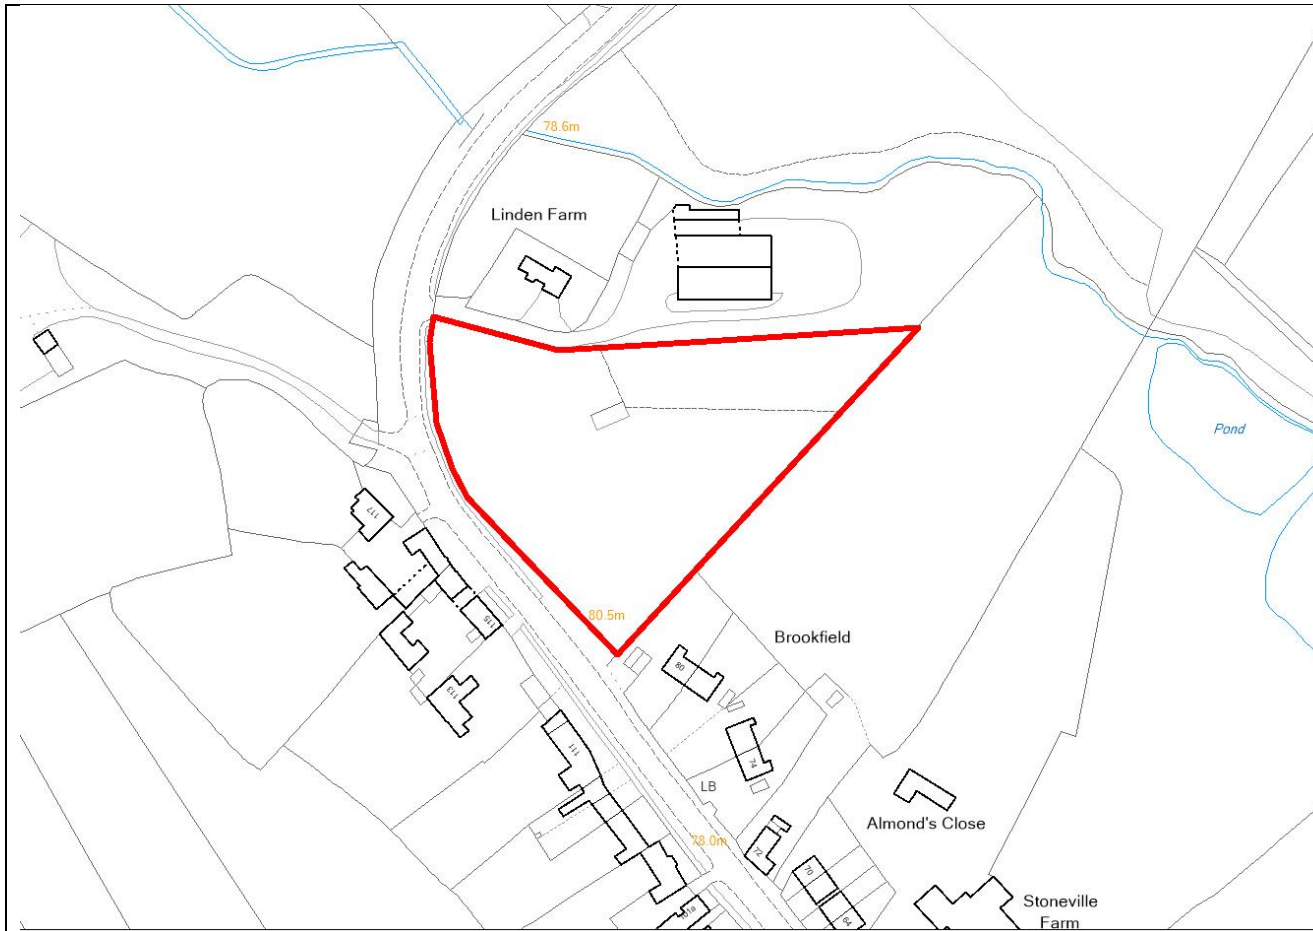 78.6m
Linden Farm
Pond
117
115
80.5m
Brookfield
80
113
111
74
LB
Almond's Close
78.0m
72
70
101a
64
Stoneville
Farm